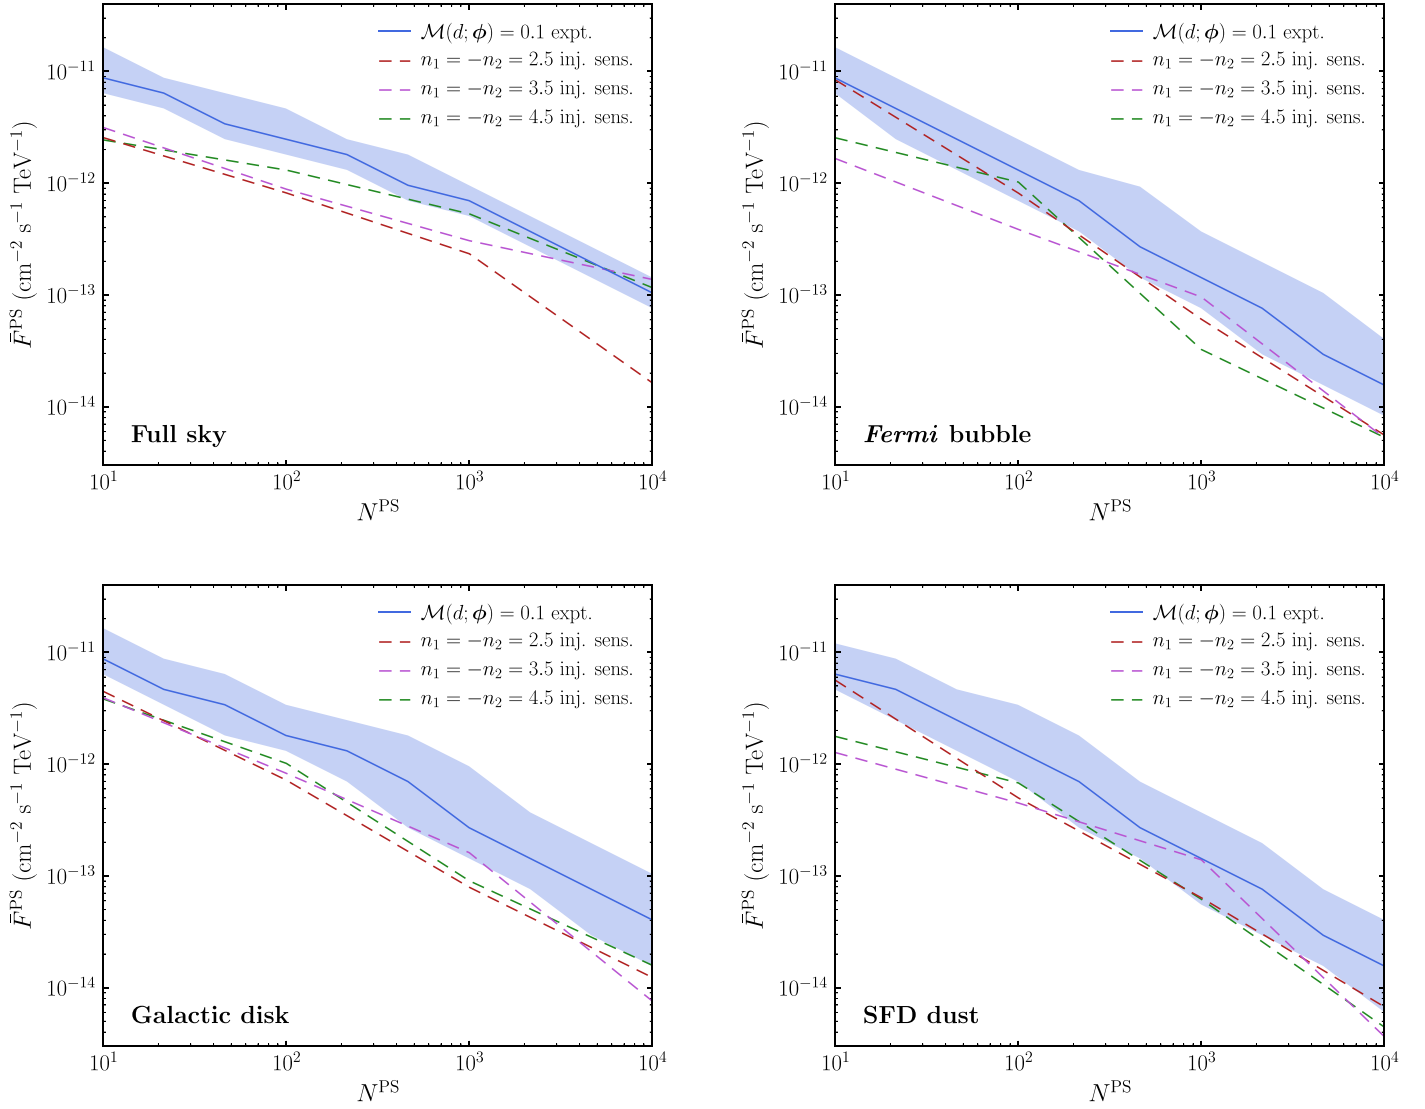 10⁻¹¹
10⁻¹²
10⁻¹³
10⁻¹⁴
F̄^PS (cm⁻² s⁻¹ TeV⁻¹)
𝓜(d; ϕ) = 0.1 expt.
n₁ = −n₂ = 2.5 inj. sens.
n₁ = −n₂ = 3.5 inj. sens.
n₁ = −n₂ = 4.5 inj. sens.
Full sky
10¹ 10² 10³ 10⁴
N^PS
10⁻¹¹
10⁻¹²
10⁻¹³
10⁻¹⁴
F̄^PS (cm⁻² s⁻¹ TeV⁻¹)
𝓜(d; ϕ) = 0.1 expt.
n₁ = −n₂ = 2.5 inj. sens.
n₁ = −n₂ = 3.5 inj. sens.
n₁ = −n₂ = 4.5 inj. sens.
Fermi bubble
10¹ 10² 10³ 10⁴
N^PS
10⁻¹¹
10⁻¹²
10⁻¹³
10⁻¹⁴
F̄^PS (cm⁻² s⁻¹ TeV⁻¹)
𝓜(d; ϕ) = 0.1 expt.
n₁ = −n₂ = 2.5 inj. sens.
n₁ = −n₂ = 3.5 inj. sens.
n₁ = −n₂ = 4.5 inj. sens.
Galactic disk
10¹ 10² 10³ 10⁴
N^PS
10⁻¹¹
10⁻¹²
10⁻¹³
10⁻¹⁴
F̄^PS (cm⁻² s⁻¹ TeV⁻¹)
𝓜(d; ϕ) = 0.1 expt.
n₁ = −n₂ = 2.5 inj. sens.
n₁ = −n₂ = 3.5 inj. sens.
n₁ = −n₂ = 4.5 inj. sens.
SFD dust
10¹ 10² 10³ 10⁴
N^PS